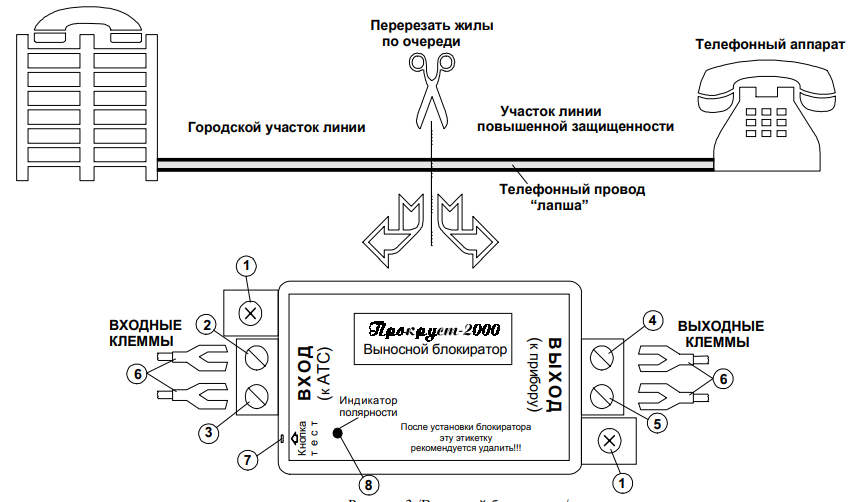 Перерезать жилы
по очереди
Телефонный аппарат
Городской участок линии
Участок линии
повышенной защищенности
Телефонный провод
“лапша”
1
ВХОДНЫЕ
КЛЕММЫ
2
6
3
7
ВХОД
(к АТС)
Кнопка
тест
Прокруст-2000
Выносной блокиратор
Индикатор
полярности
8
После установки блокиратора
эту этикетку
рекомендуется удалить!!!
ВЫХОД
(к прибору)
4
ВЫХОДНЫЕ
КЛЕММЫ
6
5
1